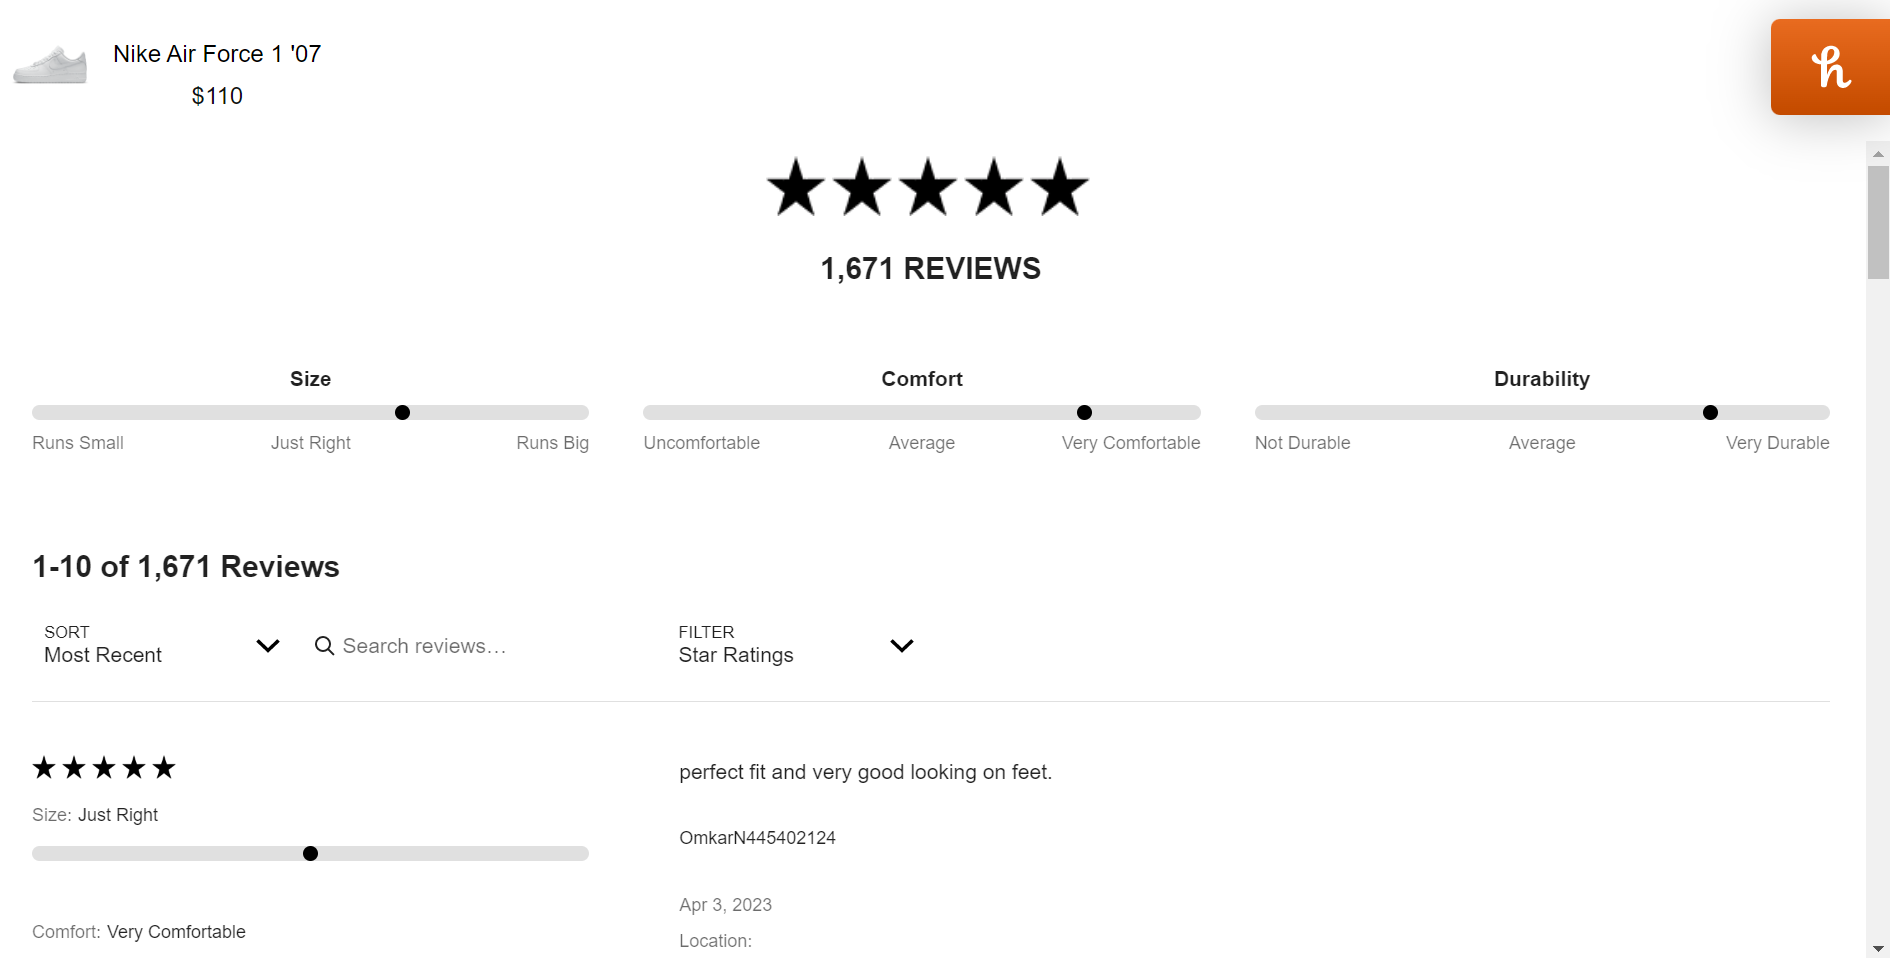 Nike Air Force 1 '07
$110
h
1,671 REVIEWS
Size
Runs Small
Just Right
Runs Big
Comfort
Uncomfortable
Average
Very Comfortable
Durability
Not Durable
Average
Very Durable
1-10 of 1,671 Reviews
SORT
Most Recent
Search reviews…
FILTER
Star Ratings
Size: Just Right
Comfort: Very Comfortable
perfect fit and very good looking on feet.
OmkarN445402124
Apr 3, 2023
Location: